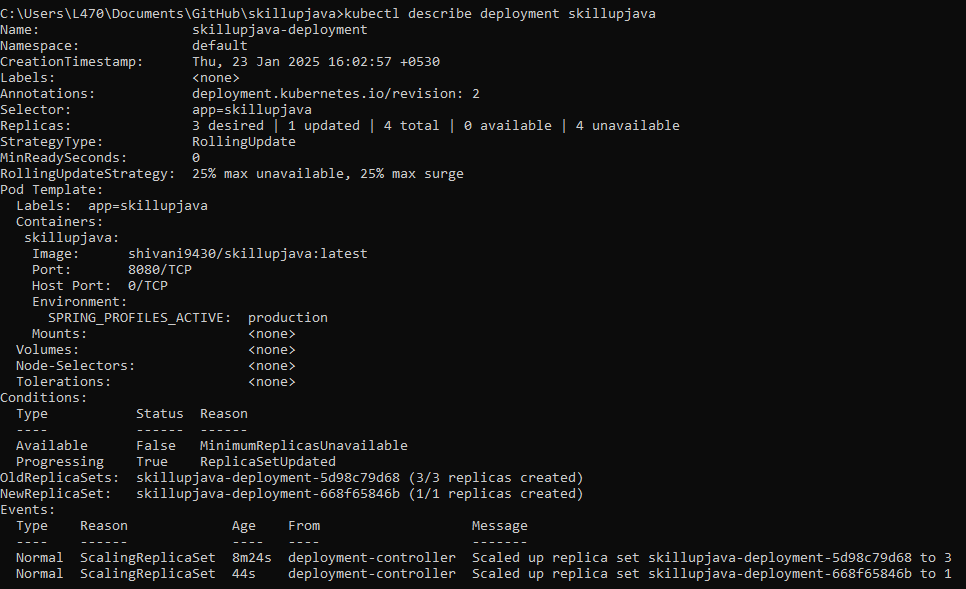 C:\Users\L470\Documents\GitHub\skillupjava>kubectl describe deployment skillupjava
Name:                   skillupjava-deployment
Namespace:              default
CreationTimestamp:      Thu, 23 Jan 2025 16:02:57 +0530
Labels:                 <none>
Annotations:            deployment.kubernetes.io/revision: 2
Selector:               app=skillupjava
Replicas:               3 desired | 1 updated | 4 total | 0 available | 4 unavailable
StrategyType:           RollingUpdate
MinReadySeconds:        0
RollingUpdateStrategy:  25% max unavailable, 25% max surge
Pod Template:
  Labels:  app=skillupjava
  Containers:
   skillupjava:
    Image:      shivani9430/skillupjava:latest
    Port:       8080/TCP
    Host Port:  0/TCP
    Environment:
      SPRING_PROFILES_ACTIVE:  production
    Mounts:                    <none>
  Volumes:                     <none>
  Node-Selectors:              <none>
  Tolerations:                 <none>
Conditions:
  Type           Status  Reason
  ----           ------  ------
  Available      False   MinimumReplicasUnavailable
  Progressing    True    ReplicaSetUpdated
OldReplicaSets:  skillupjava-deployment-5d98c79d68 (3/3 replicas created)
NewReplicaSet:   skillupjava-deployment-668f65846b (1/1 replicas created)
Events:
  Type    Reason             Age    From                   Message
  ----    ------             ----   ----                   -------
  Normal  ScalingReplicaSet  8m24s  deployment-controller  Scaled up replica set skillupjava-deployment-5d98c79d68 to 3
  Normal  ScalingReplicaSet  44s    deployment-controller  Scaled up replica set skillupjava-deployment-668f65846b to 1